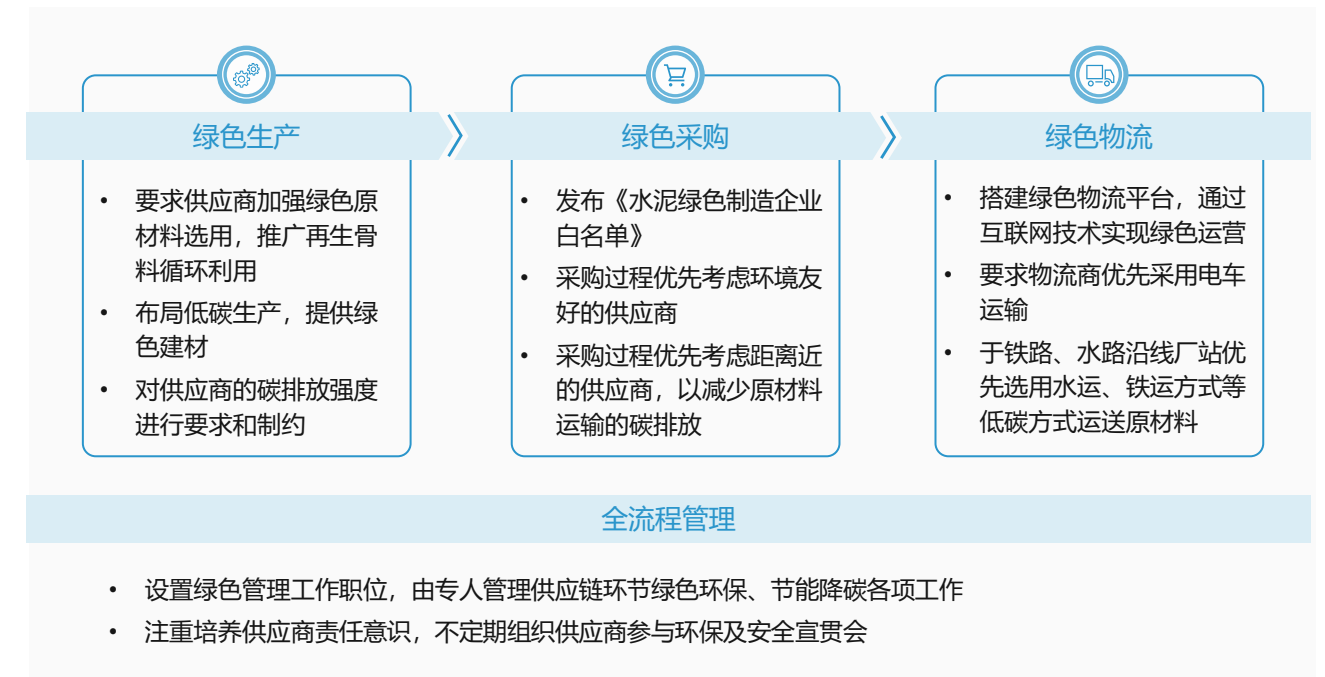 绿色生产
• 要求供应商加强绿色原
材料选用，推广再生骨
料循环利用
• 布局低碳生产，提供绿
色建材
• 对供应商的碳排放强度
进行要求和制约
绿色采购
• 发布《水泥绿色制造企业
白名单》
• 采购过程优先考虑环境友
好的供应商
• 采购过程优先考虑距离近
的供应商，以减少原材料
运输的碳排放
绿色物流
• 搭建绿色物流平台，通过
互联网技术实现绿色运营
• 要求物流商优先采用电车
运输
• 于铁路、水路沿线厂站优
先选用水运、铁运方式等
低碳方式运送原材料
全流程管理
• 设置绿色管理工作职位，由专人管理供应链环节绿色环保、节能降碳各项工作
• 注重培养供应商责任意识，不定期组织供应商参与环保及安全宣贯会